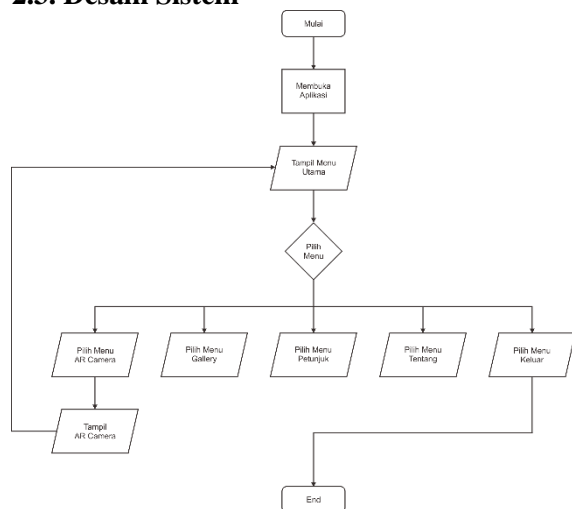 2.3. Desain Sistem
Mulai
Membuka
Aplikasi
Tampil Menu
Utama
Pilih
Menu
Pilih Menu
AR Camera
Pilih Menu
Gallery
Pilih Menu
Petunjuk
Pilih Menu
Tentang
Pilih Menu
Keluar
Tampil
AR Camera
End